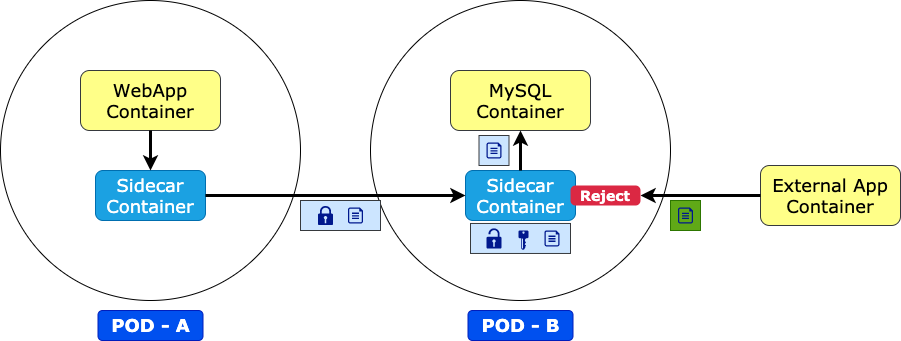 WebApp
Container
MySQL
Container
Sidecar
Container
Sidecar
Container
Reject
External App
Container
POD - A
POD - B